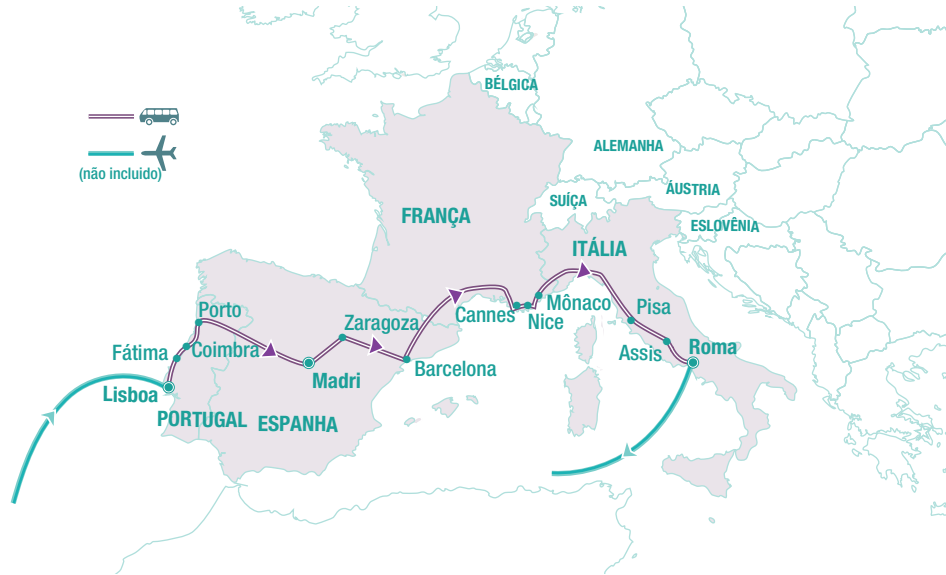 BÉLGICA
ALEMANHA
(não incluido)
ÁUSTRIA
SUÍÇA
FRANÇA
ESLOVÊNIA
ITÁLIA
Porto
Zaragoza
Cannes
Mônaco
Nice
Pisa
Fátima
Coimbra
Assis
Roma
Barcelona
Madri
Lisboa
PORTUGAL
ESPANHA